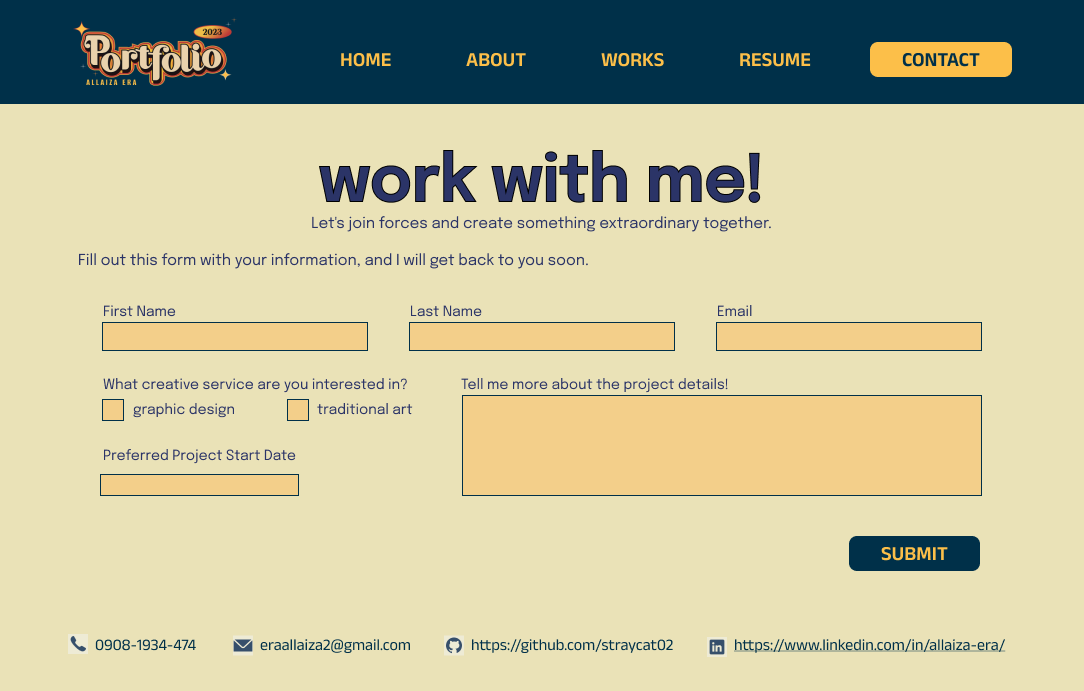 Portfolio
2023
ALLAIZA ERA
HOME ABOUT WORKS RESUME CONTACT
work with me!
Let's join forces and create something extraordinary together.
Fill out this form with your information, and I will get back to you soon.
First Name Last Name Email
What creative service are you interested in? Tell me more about the project details!
graphic design traditional art
Preferred Project Start Date
SUBMIT
0908-1934-474 eraallaiza2@gmail.com https://github.com/straycat02 https://www.linkedin.com/in/allaiza-era/